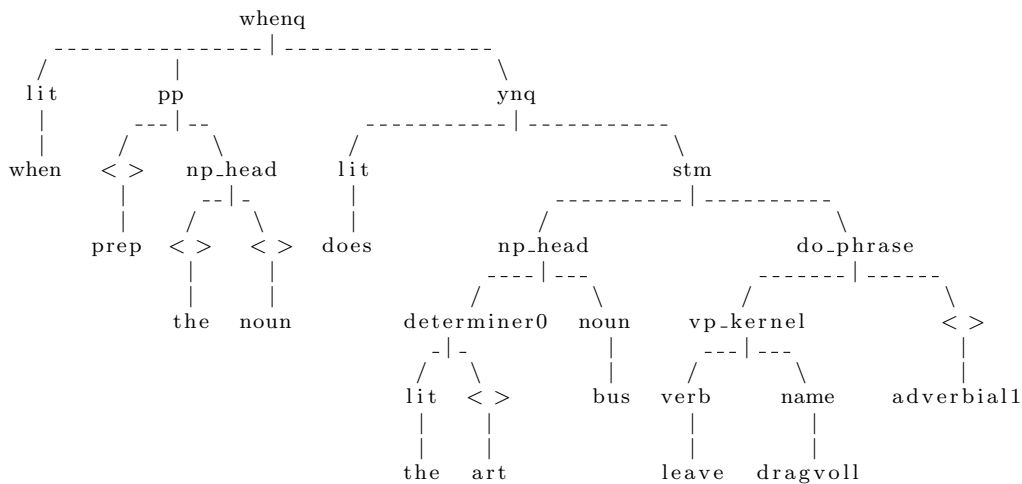 whenq
lit pp ynq
when < > np_head lit stm
prep < > < > does np_head do_phrase
the noun determiner0 noun vp_kernel < >
lit < > bus verb name adverbial1
the art leave dragvoll